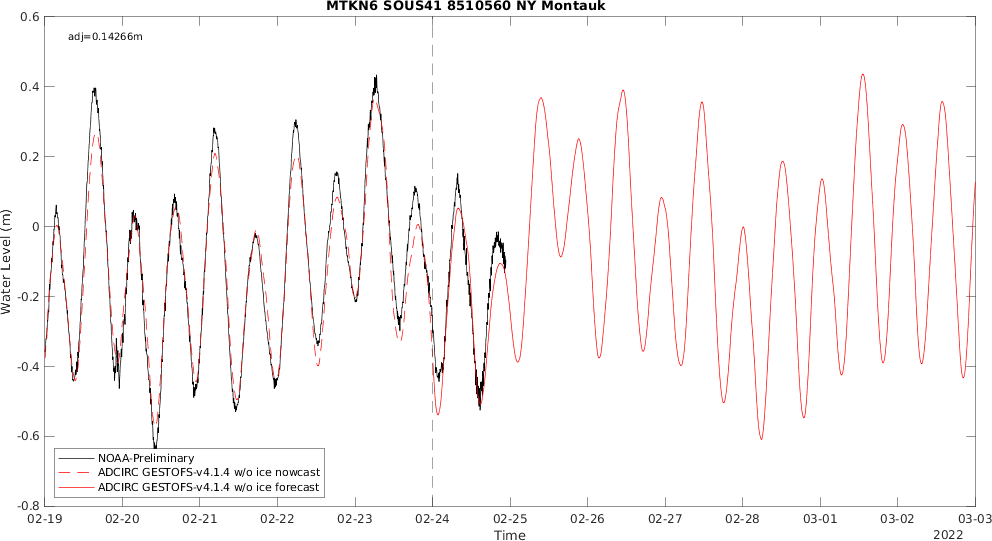 MTKN6 SOUS41 8510560 NY Montauk
adj=0.14266m
Water Level (m)
0.6
0.4
0.2
0
-0.2
-0.4
-0.6
-0.8
NOAA-Preliminary
ADCIRC GESTOFS-v4.1.4 w/o ice nowcast
ADCIRC GESTOFS-v4.1.4 w/o ice forecast
02-19 02-20 02-21 02-22 02-23 02-24 02-25 02-26 02-27 02-28 03-01 03-02 03-03
Time
2022